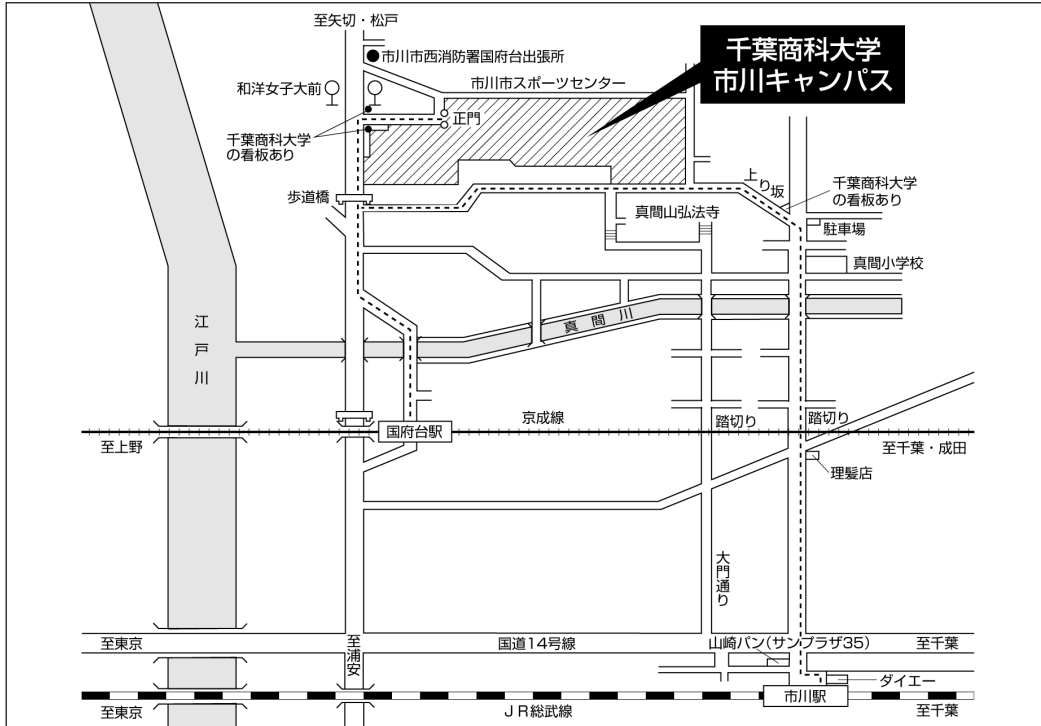 至矢切・松戸
市川市西消防署国府台出張所
千葉商科大学
市川キャンパス
市川市スポーツセンター
和洋女子大前
正門
千葉商科大学
の看板あり
歩道橋
上り坂
千葉商科大学
の看板あり
真間山弘法寺
駐車場
真間小学校
江戸川
真間川
京成線
踏切り
踏切り
国府台駅
至上野
至千葉・成田
理髪店
大門通り
至東京
至浦安
国道14号線
山崎パン(サンプラザ35)
至千葉
ダイエー
市川駅
至東京
JR総武線
至千葉